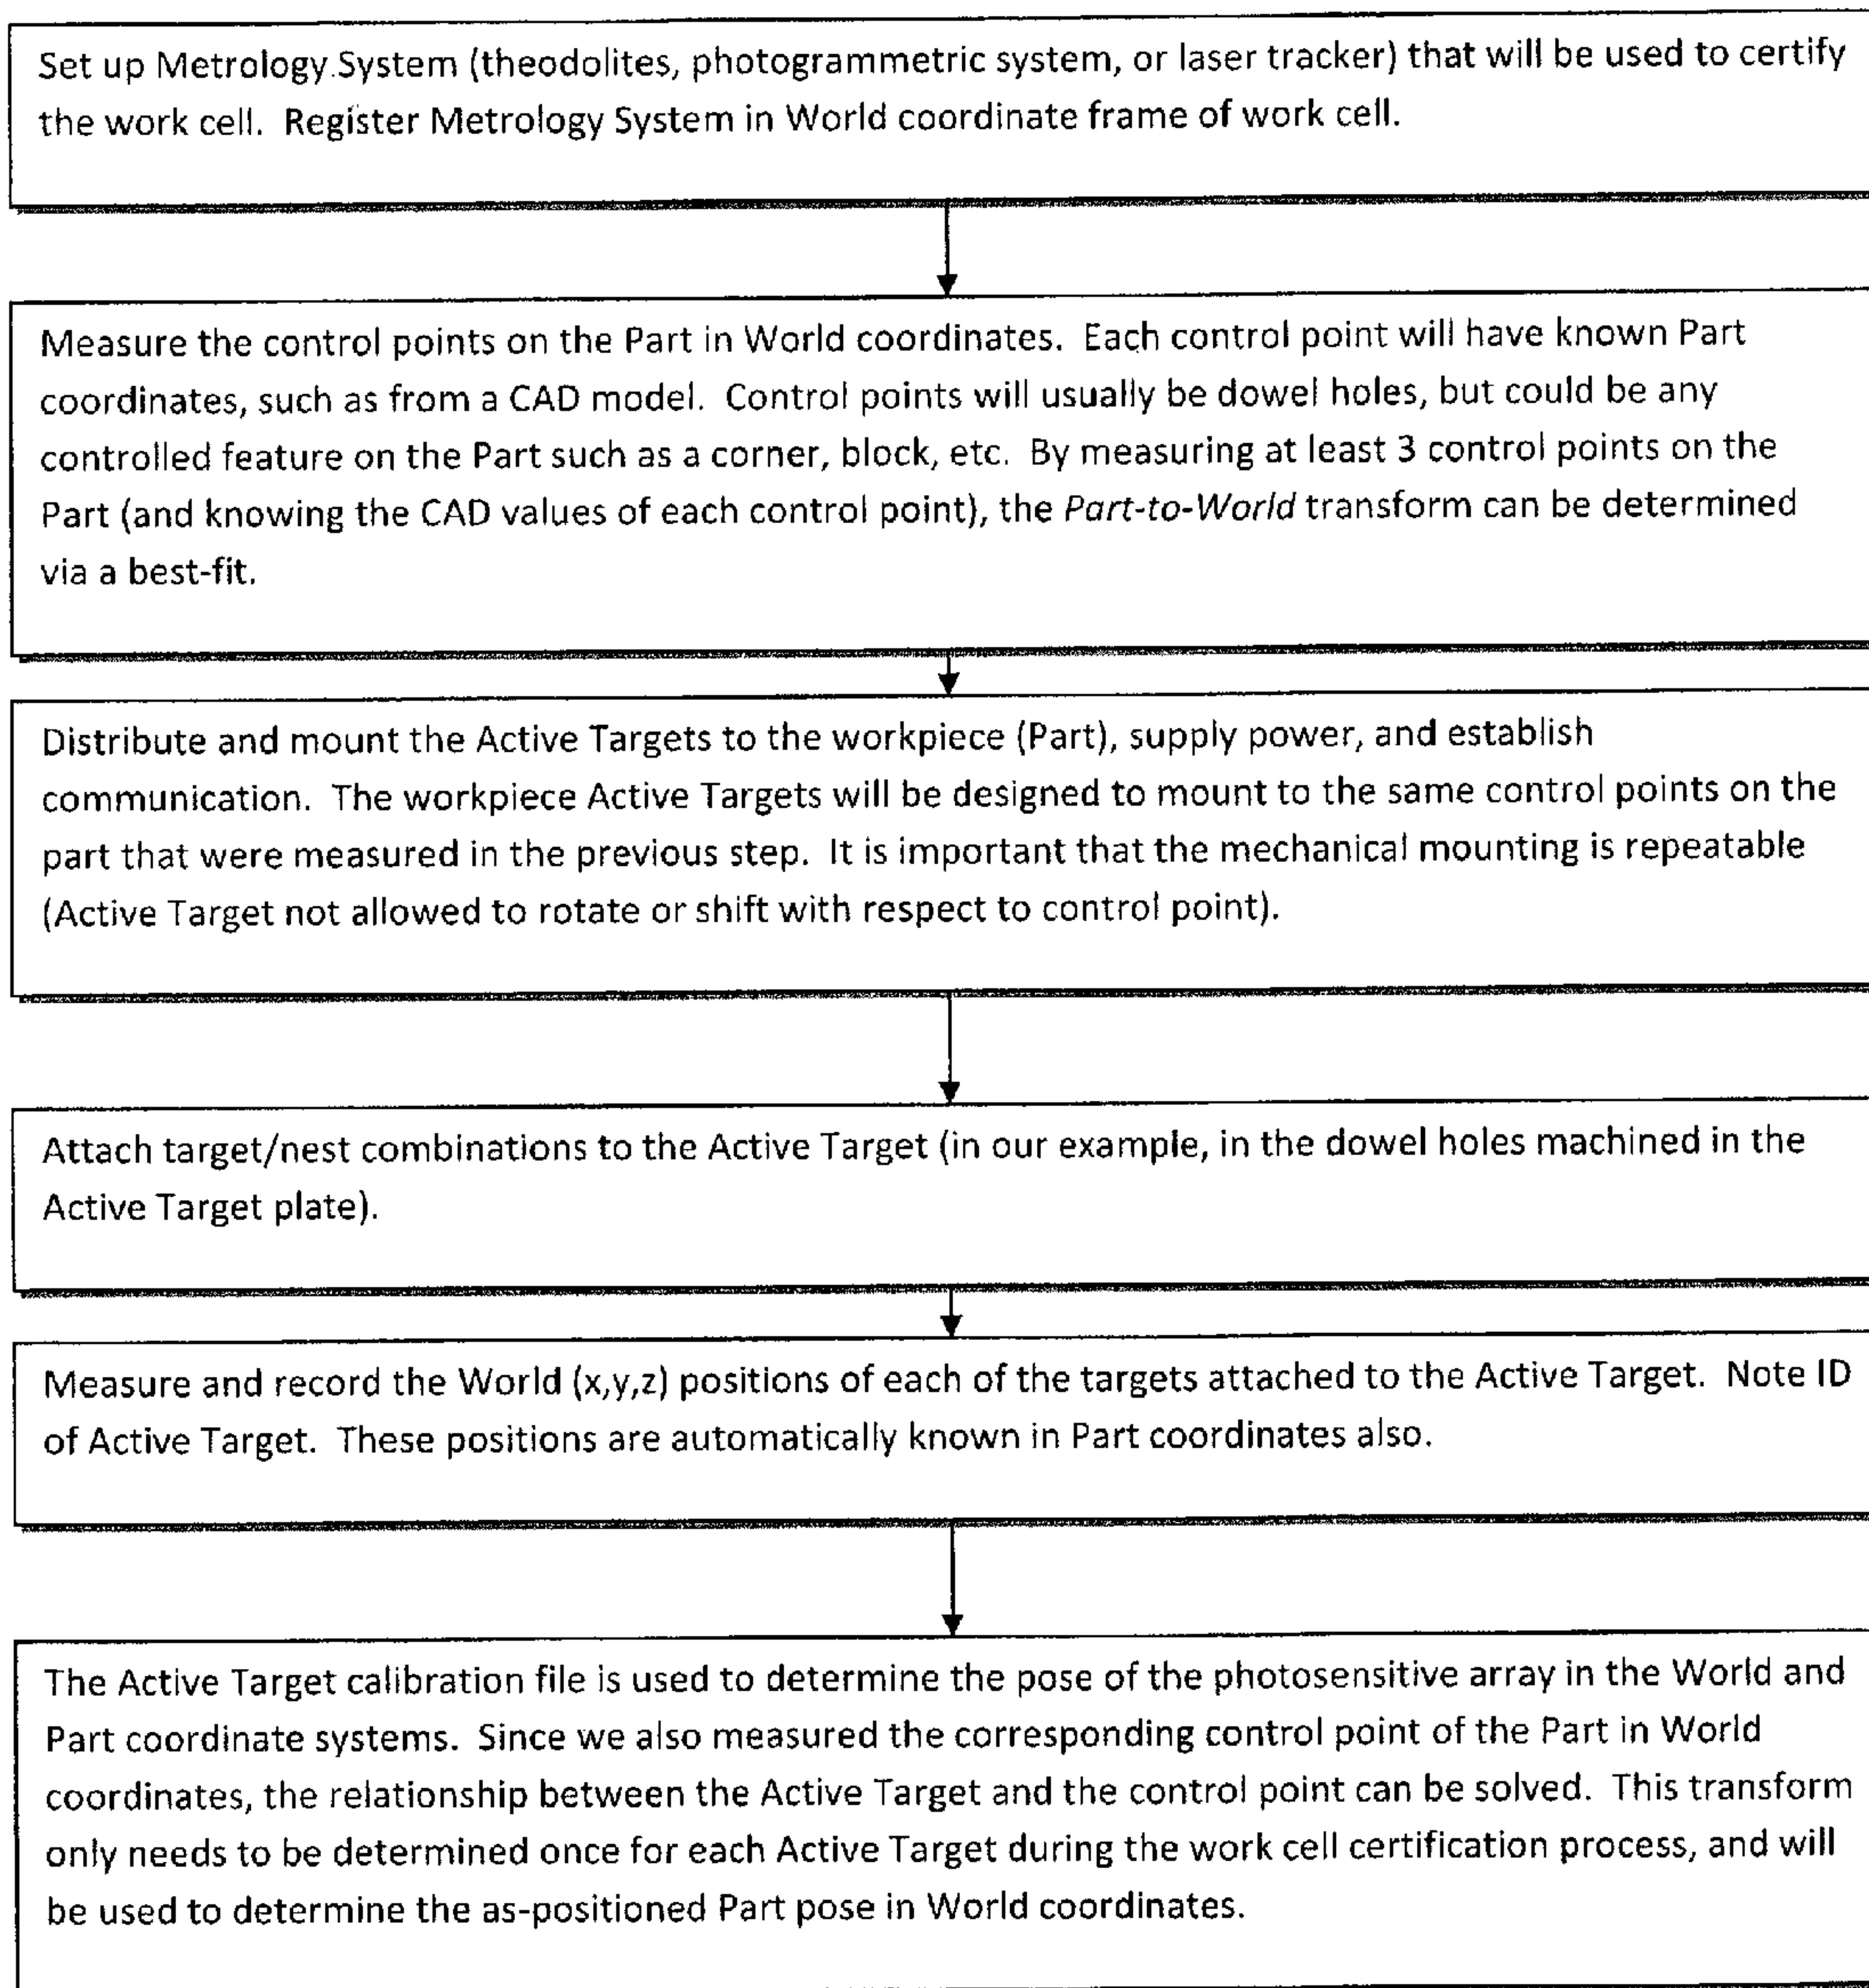 Set up Metrology System (theodolites, photogrammetric system, or laser tracker) that will be used to certify
the work cell. Register Metrology System in World coordinate frame of work cell.
Measure the control points on the Part in World coordinates. Each control point will have known Part
coordinates, such as from a CAD model. Control points will usually be dowel holes, but could be any
controlled feature on the Part such as a corner, block, etc. By measuring at least 3 control points on the
Part (and knowing the CAD values of each control point), the Part-to-World transform can be determined
via a best-fit.
Distribute and mount the Active Targets to the workpiece (Part), supply power, and establish
communication. The workpiece Active Targets will be designed to mount to the same control points on the
part that were measured in the previous step. It is important that the mechanical mounting is repeatable
(Active Target not allowed to rotate or shift with respect to control point).
Attach target/nest combinations to the Active Target (in our example, in the dowel holes machined in the
Active Target plate).
Measure and record the World (x,y,z) positions of each of the targets attached to the Active Target. Note ID
of Active Target. These positions are automatically known in Part coordinates also.
The Active Target calibration file is used to determine the pose of the photosensitive array in the World and
Part coordinate systems. Since we also measured the corresponding control point of the Part in World
coordinates, the relationship between the Active Target and the control point can be solved. This transform
only needs to be determined once for each Active Target during the work cell certification process, and will
be used to determine the as-positioned Part pose in World coordinates.